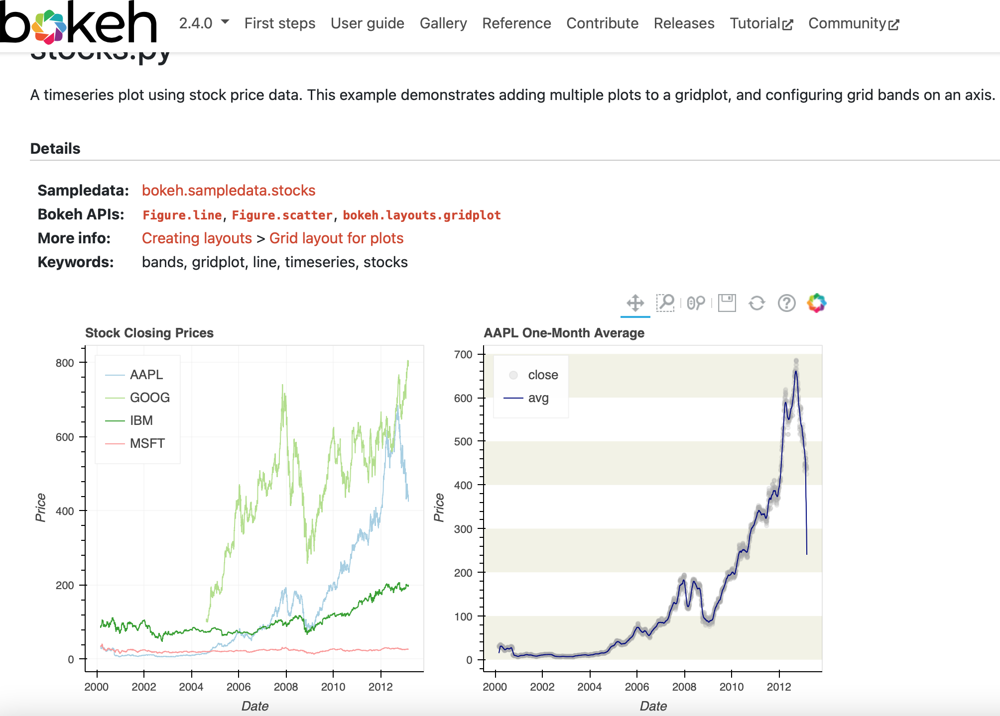 bokeh
2.4.0 First steps User guide Gallery Reference Contribute Releases Tutorial Community
stocks.py
A timeseries plot using stock price data. This example demonstrates adding multiple plots to a gridplot, and configuring grid bands on an axis.
Details
Sampledata: bokeh.sampledata.stocks
Bokeh APIs: Figure.line, Figure.scatter, bokeh.layouts.gridplot
More info: Creating layouts > Grid layout for plots
Keywords: bands, gridplot, line, timeseries, stocks
Stock Closing Prices
800
600
400
200
0
Price
AAPL
GOOG
IBM
MSFT
2000 2002 2004 2006 2008 2010 2012
Date
AAPL One-Month Average
700
600
500
400
300
200
100
0
Price
close
avg
2000 2002 2004 2006 2008 2010 2012
Date